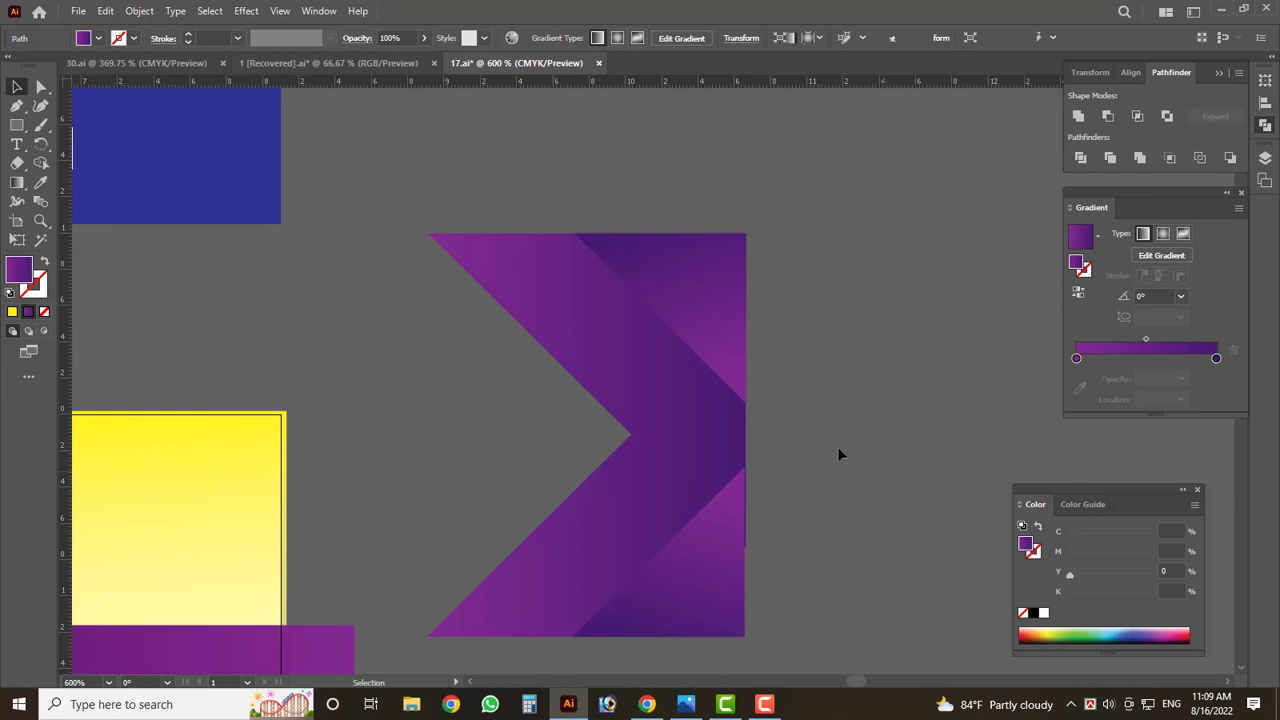 Ai File Edit Object Type Select Effect View Window Help
Path Stroke: Opacity: 100% Style: Gradient Type: Edit Gradient Transform
30.ai @ 369.75 % (CMYK/Preview) × 1 [Recovered].ai* @ 66.67 % (RGB/Preview) × 17.ai* @ 600 % (CMYK/Preview) ×
Transform Align Pathfinder
Shape Modes:
Expand
Pathfinders:
Gradient
Type:
Edit Gradient
Stroke:
0°
Opacity:
Location:
Color Color Guide
C %
M %
Y 0 %
K %
600% 0° 1 Selection
Type here to search
Ai
84°F Partly cloudy
ENG
11:09 AM
8/16/2022